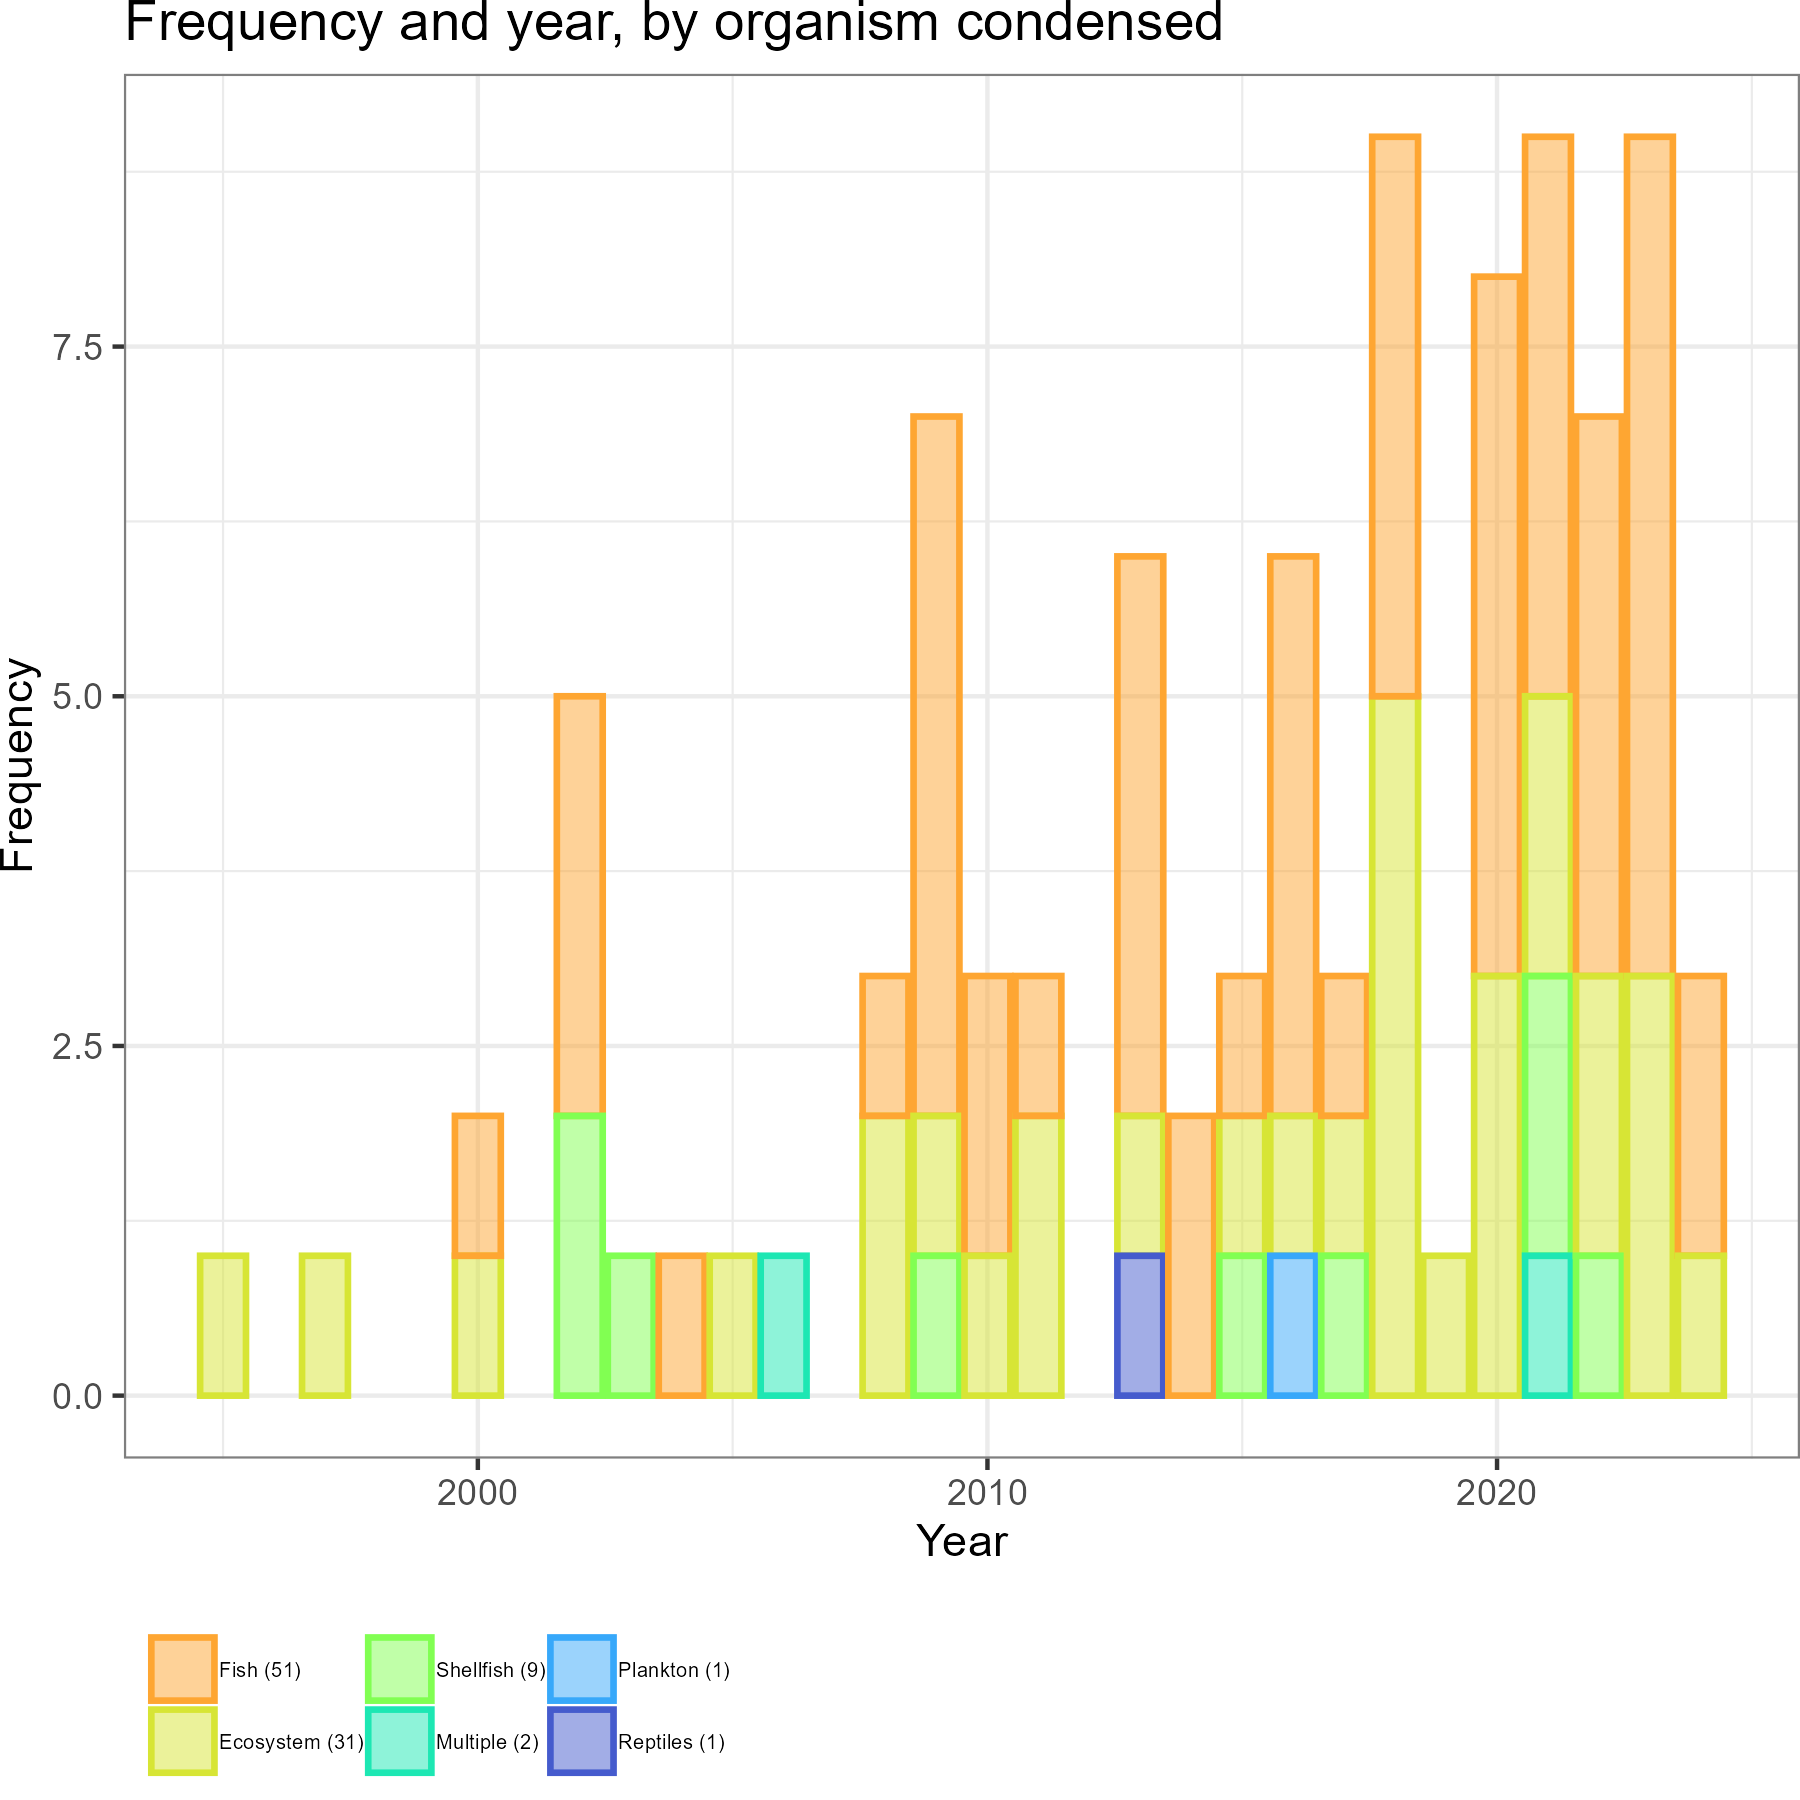 Frequency and year, by organism condensed
Frequency
7.5
5.0
2.5
0.0
2000 2010 2020
Year
Fish (51) Shellfish (9) Plankton (1)
Ecosystem (31) Multiple (2) Reptiles (1)